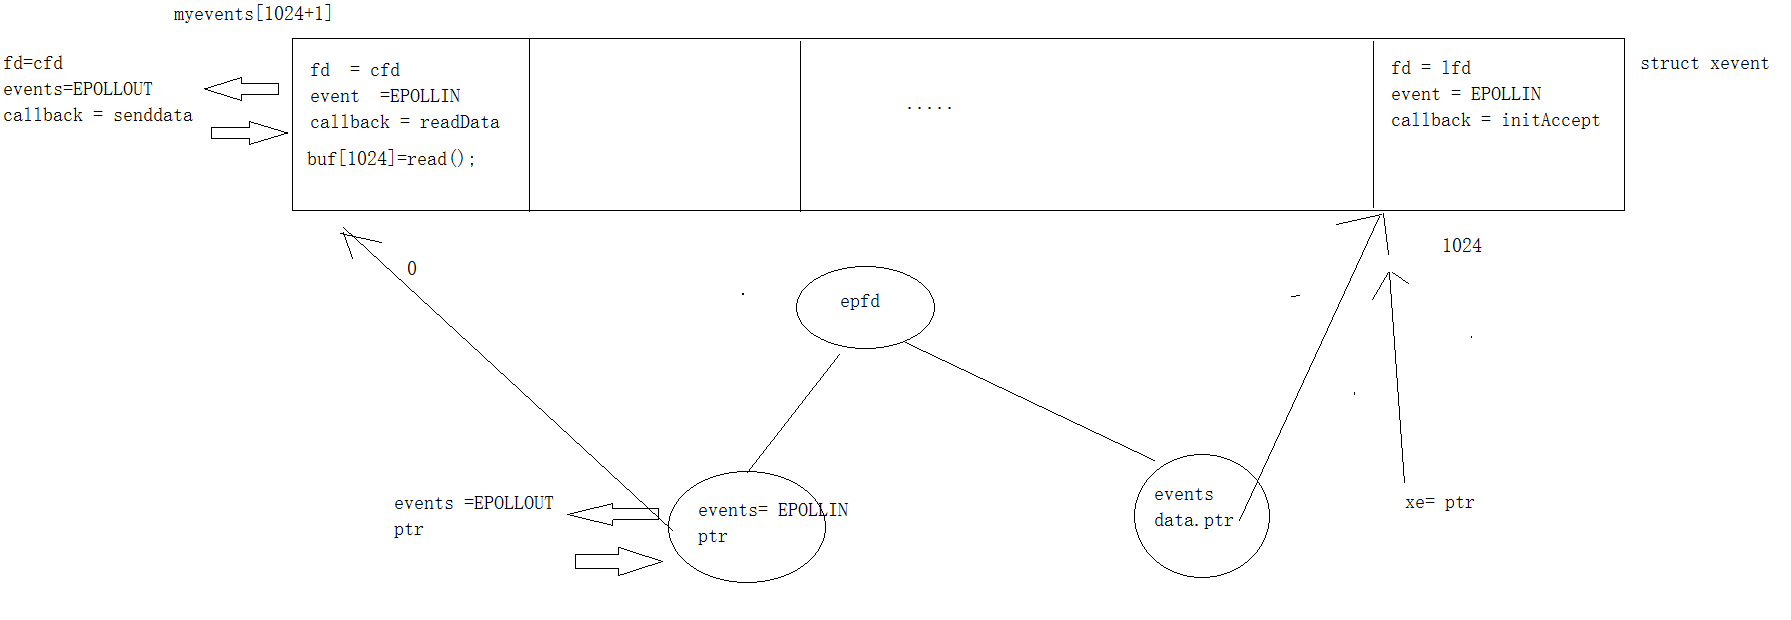 myevents[1024+1]
fd=cfd
events=EPOLLOUT
callback = senddata
fd  = cfd
event  =EPOLLIN
callback = readData
buf[1024]=read();
.....
fd = lfd
event = EPOLLIN
callback = initAccept
struct xevent
0
1024
epfd
events =EPOLLOUT
ptr
events= EPOLLIN
ptr
events
data.ptr
xe= ptr